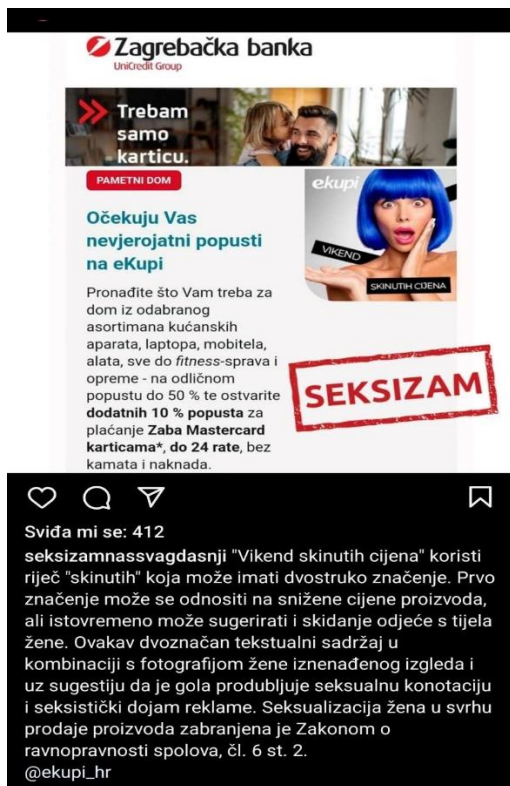 Zagrebačka banka
UniCredit Group
Trebam
samo
karticu.
PAMETNI DOM
Očekuju Vas
nevjerojatni popusti
na eKupi
Pronađite što Vam treba za
dom iz odabranog
asortimana kućanskih
aparata, laptopa, mobitela,
alata, sve do fitness-sprava i
opreme - na odličnom
popustu do 50 % te ostvarite
dodatnih 10 % popusta za
plaćanje Zaba Mastercard
karticama*, do 24 rate, bez
kamata i naknada.
ekupi
VIKEND
SKINUTIH CIJENA
SEKSIZAM
Sviđa mi se: 412
seksizamnassvagdasnji "Vikend skinutih cijena" koristi
riječ "skinutih" koja može imati dvostruko značenje. Prvo
značenje može se odnositi na snižene cijene proizvoda,
ali istovremeno može sugerirati i skidanje odjeće s tijela
žene. Ovakav dvoznačan tekstualni sadržaj u
kombinaciji s fotografijom žene iznenađenog izgleda i
uz sugestiju da je gola produbljuje seksualnu konotaciju
i seksistički dojam reklame. Seksualizacija žena u svrhu
prodaje proizvoda zabranjena je Zakonom o
ravnopravnosti spolova, čl. 6 st. 2.
@ekupi_hr